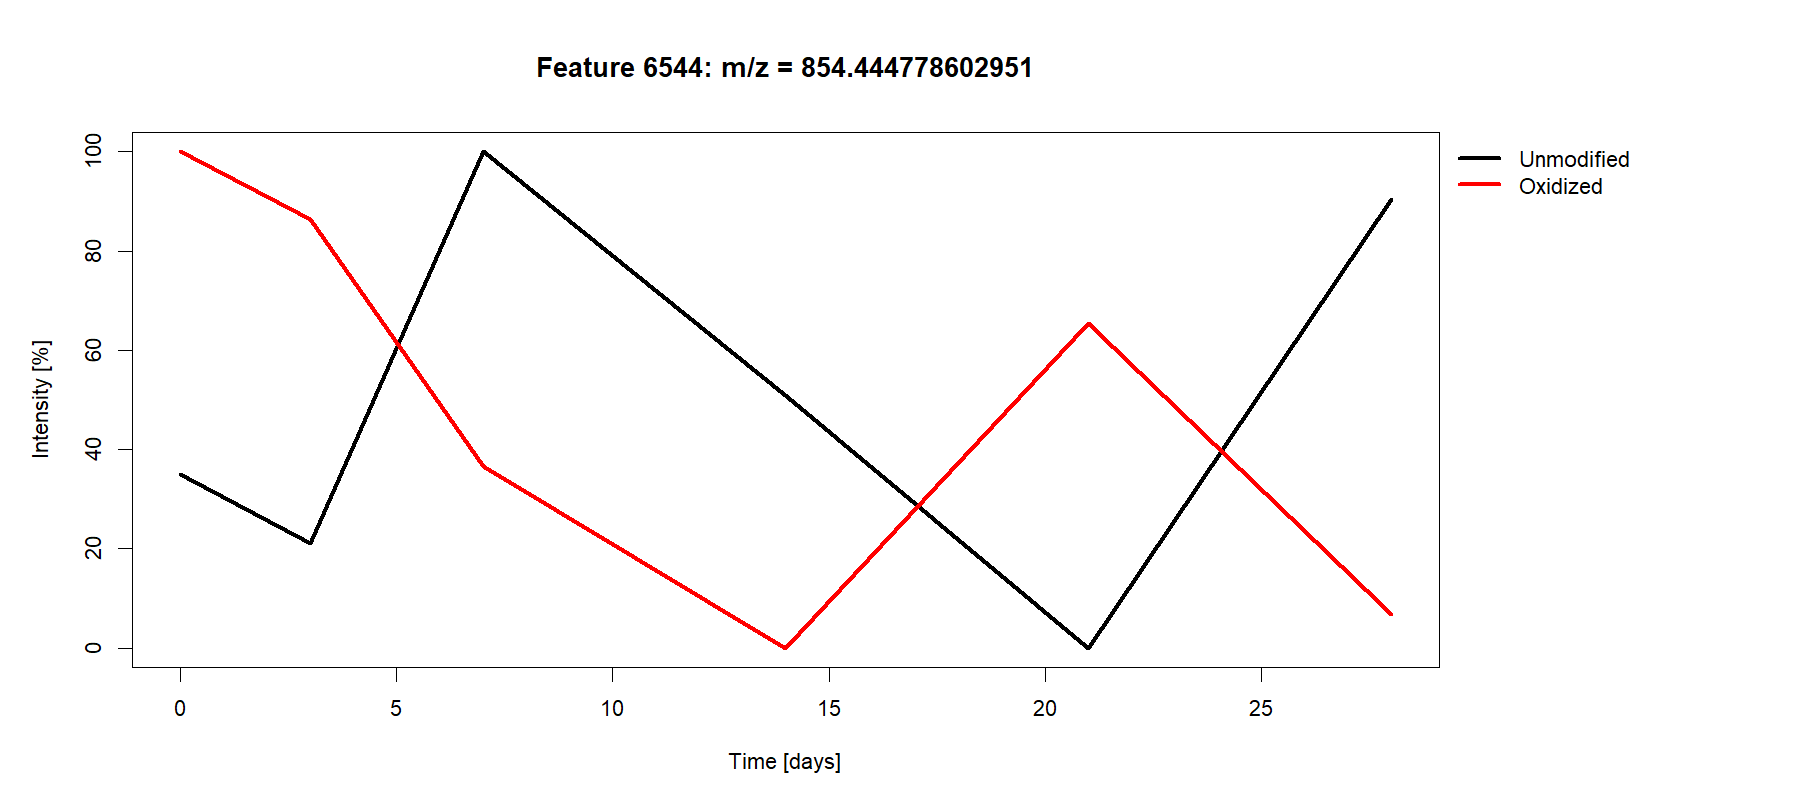 Feature 6544: m/z = 854.444778602951
Unmodified
Oxidized
Intensity [%]
100
80
60
40
20
0
0 5 10 15 20 25
Time [days]